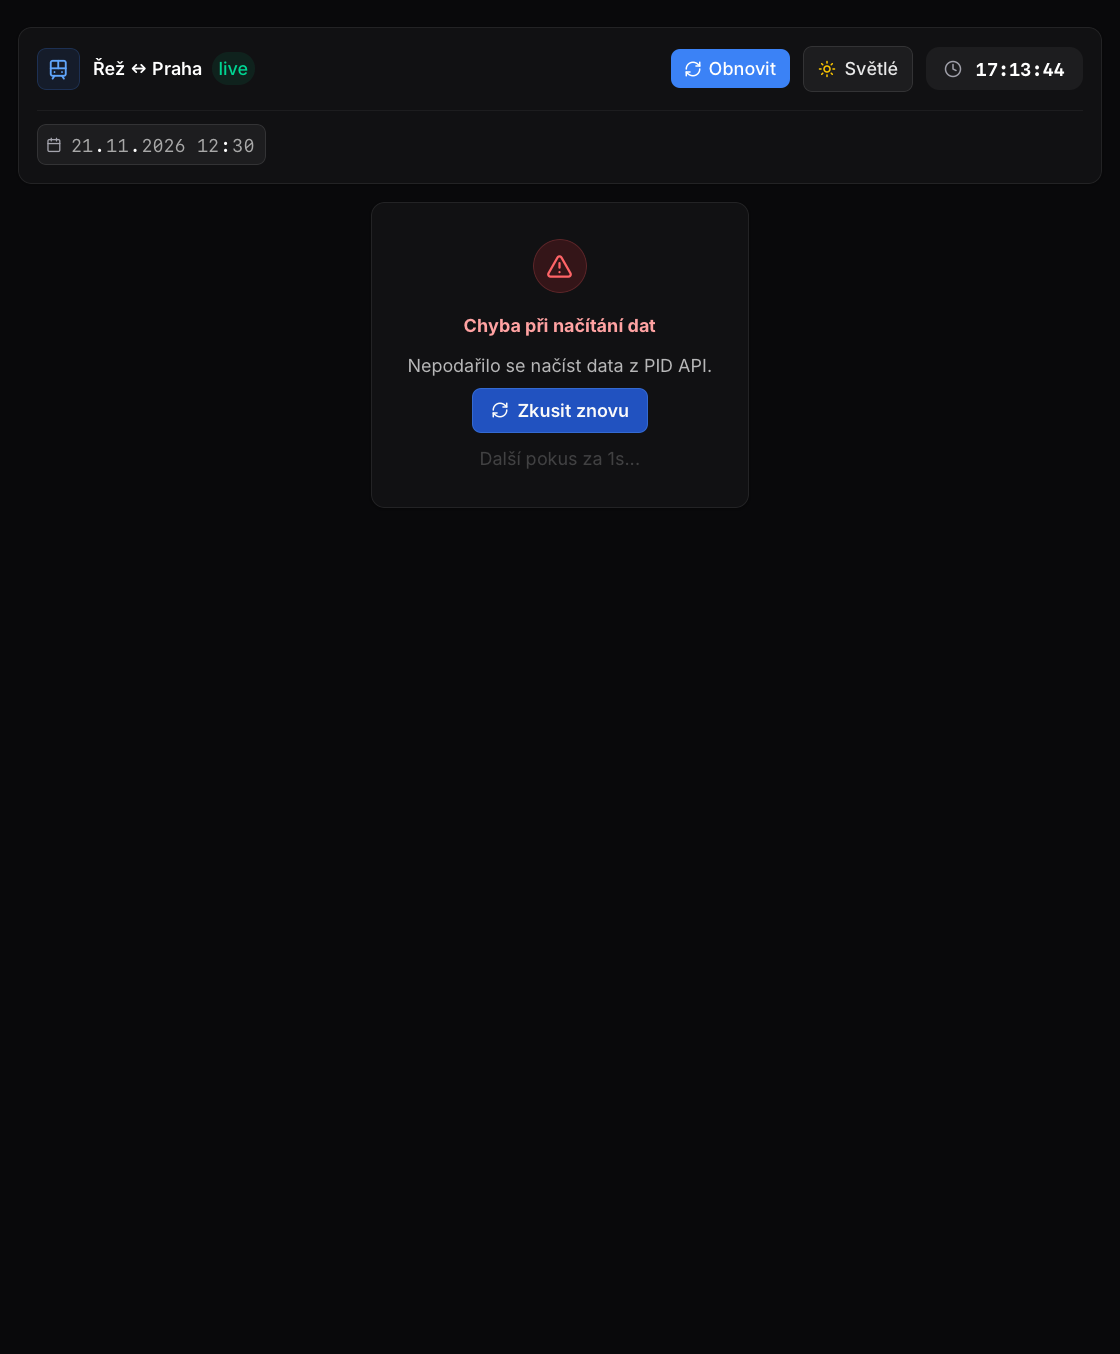 Řež ↔ Praha live
Obnovit
Světlé
17:13:44
21.11.2026 12:30
Chyba při načítání dat
Nepodařilo se načíst data z PID API.
Zkusit znovu
Další pokus za 1s...